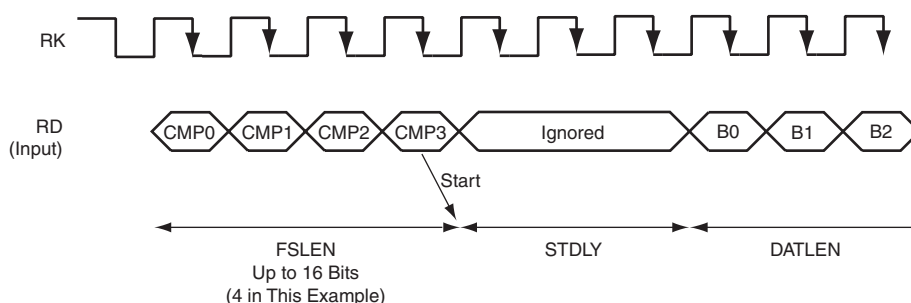 RK
RD
(Input)
CMP0 CMP1 CMP2 CMP3 Ignored B0 B1 B2
Start
FSLEN STDLY DATLEN
Up to 16 Bits
(4 in This Example)